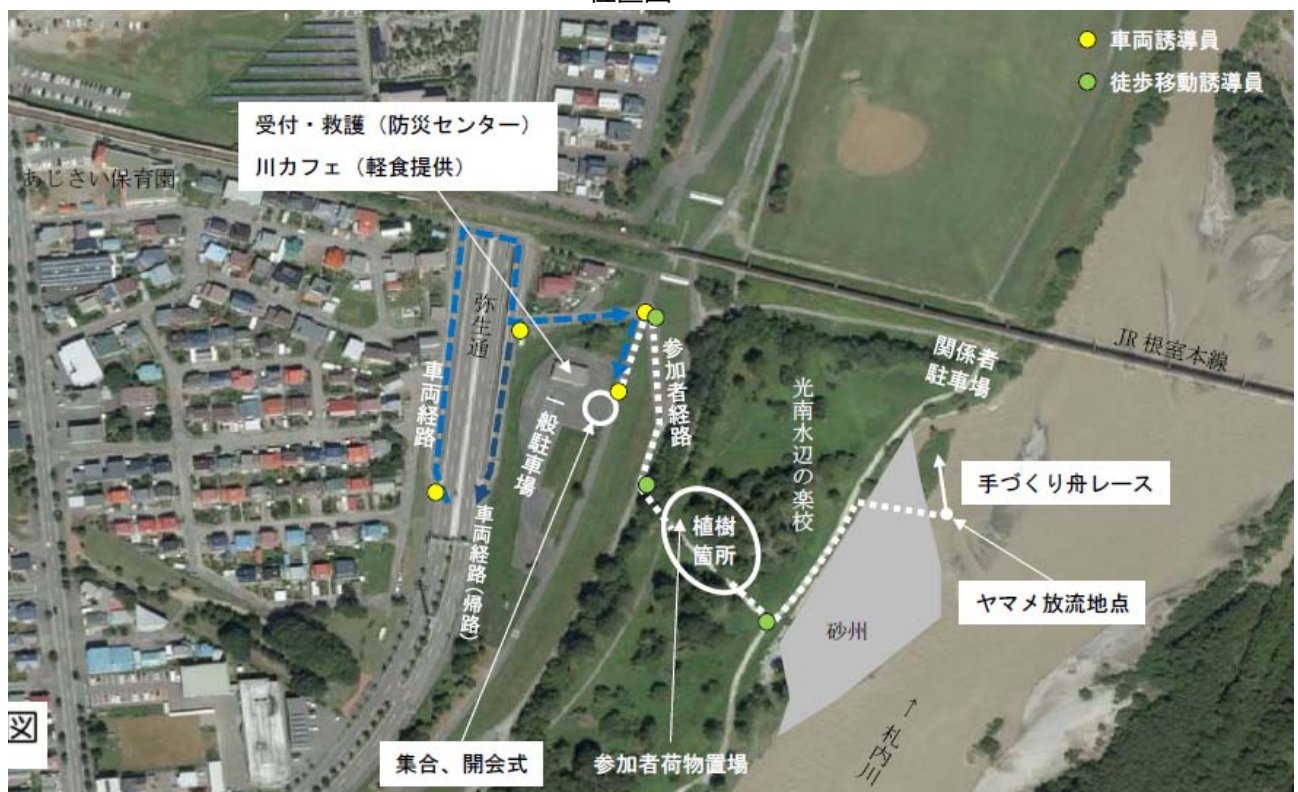 車両誘導員
徒歩移動誘導員
受付・救護（防災センター）
川カフェ（軽食提供）
あじさい保育園
弥生通
車両経路
車両経路（帰路）
一般駐車場
参加者経路
光南水辺の楽校
関係者
駐車場
JR 根室本線
手づくり舟レース
植樹
箇所
ヤマメ放流地点
砂州
図
集合、開会式
参加者荷物置場
→札内川